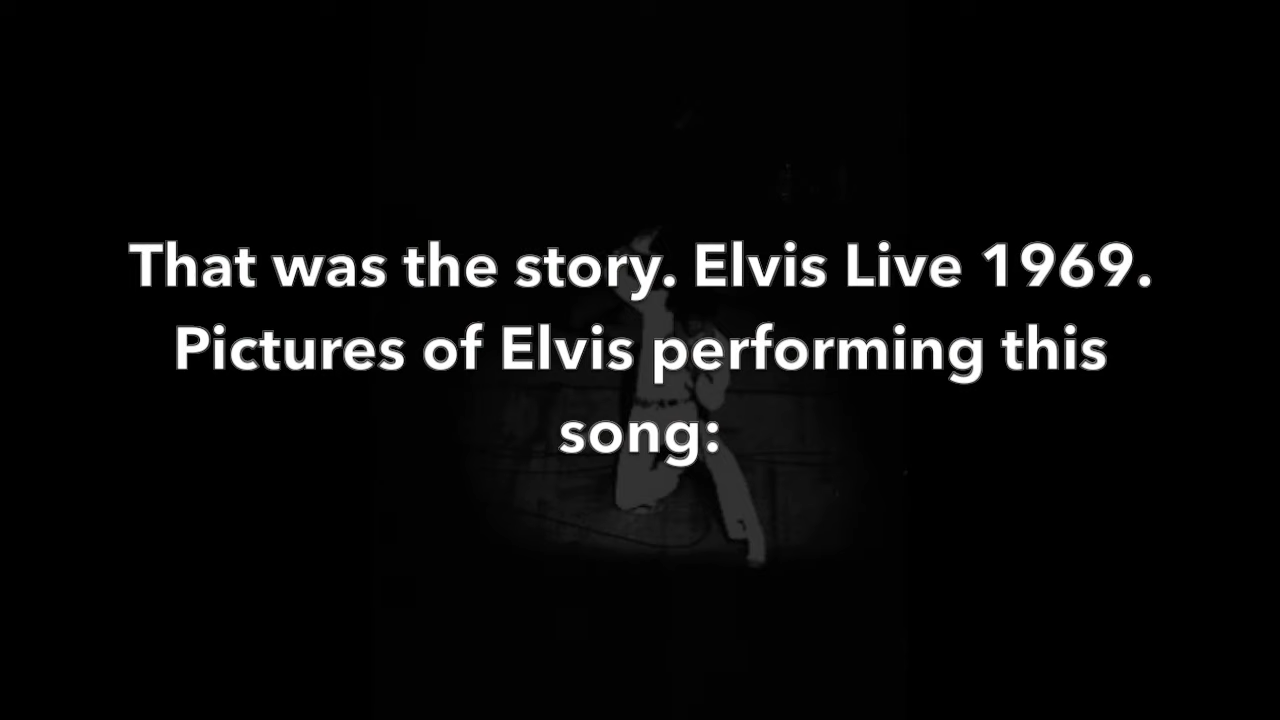 That was the story. Elvis Live 1969.
Pictures of Elvis performing this
song: